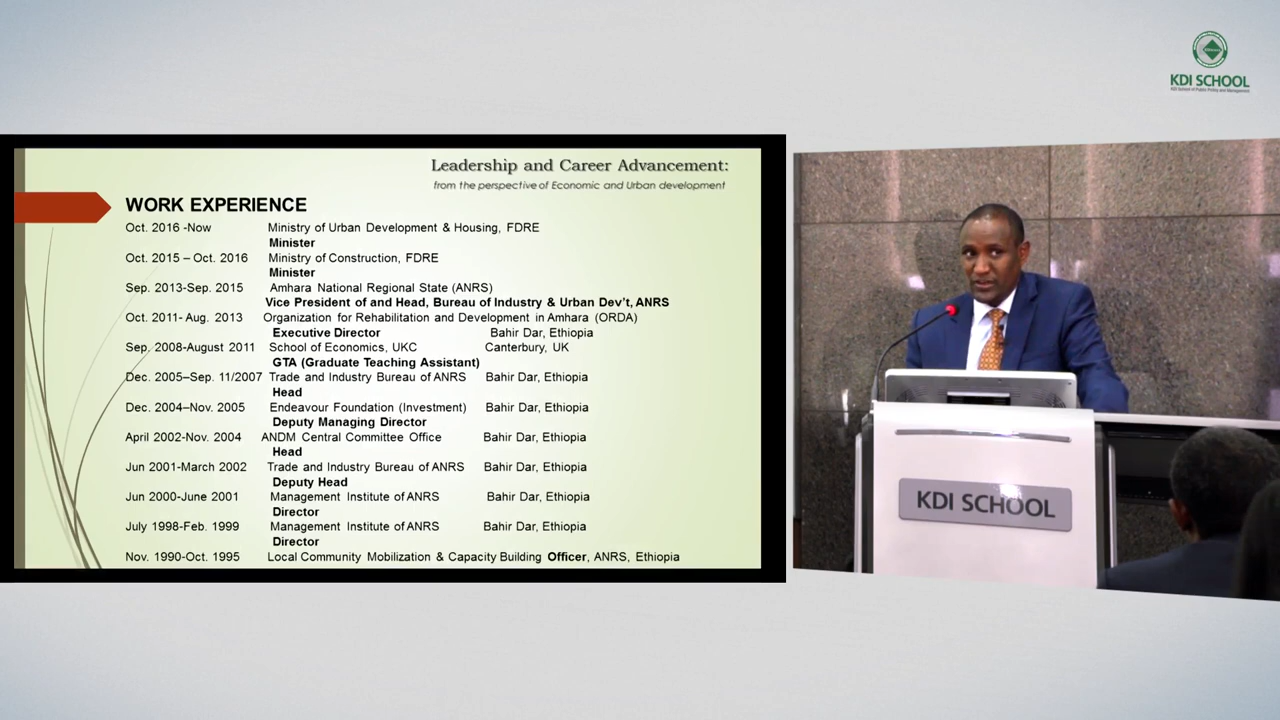 KDI SCHOOL
KDI School of Public Policy and Management
Leadership and Career Advancement:
from the perspective of Economic and Urban development
WORK EXPERIENCE
Oct. 2016 -Now Ministry of Urban Development & Housing, FDRE
Minister
Oct. 2015 – Oct. 2016 Ministry of Construction, FDRE
Minister
Sep. 2013-Sep. 2015 Amhara National Regional State (ANRS)
Vice President of and Head, Bureau of Industry & Urban Dev't, ANRS
Oct. 2011- Aug. 2013 Organization for Rehabilitation and Development in Amhara (ORDA)
Executive Director Bahir Dar, Ethiopia
Sep. 2008-August 2011 School of Economics, UKC Canterbury, UK
GTA (Graduate Teaching Assistant)
Dec. 2005–Sep. 11/2007 Trade and Industry Bureau of ANRS Bahir Dar, Ethiopia
Head
Dec. 2004–Nov. 2005 Endeavour Foundation (Investment) Bahir Dar, Ethiopia
Deputy Managing Director
April 2002-Nov. 2004 ANDM Central Committee Office Bahir Dar, Ethiopia
Head
Jun 2001-March 2002 Trade and Industry Bureau of ANRS Bahir Dar, Ethiopia
Deputy Head
Jun 2000-June 2001 Management Institute of ANRS Bahir Dar, Ethiopia
Director
July 1998-Feb. 1999 Management Institute of ANRS Bahir Dar, Ethiopia
Director
Nov. 1990-Oct. 1995 Local Community Mobilization & Capacity Building Officer, ANRS, Ethiopia
KDI SCHOOL